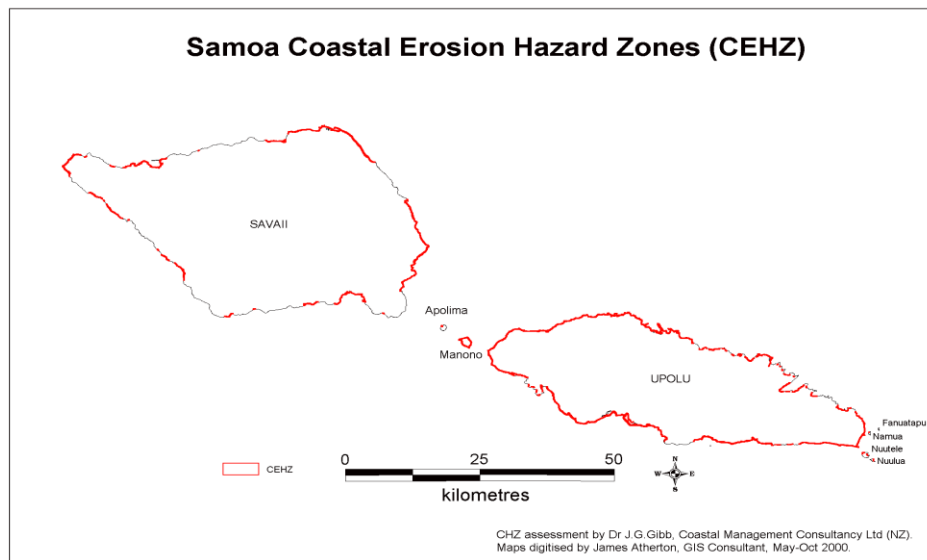 Samoa Coastal Erosion Hazard Zones (CEHZ)
SAVAII
Apolima
Manono
UPOLU
Fanuatapu
Namua
Nuutele
Nuulua
CEHZ
0 25 50
kilometres
N
W E
S
CHZ assessment by Dr J.G.Gibb, Coastal Management Consultancy Ltd (NZ).
Maps digitised by James Atherton, GIS Consultant, May-Oct 2000.